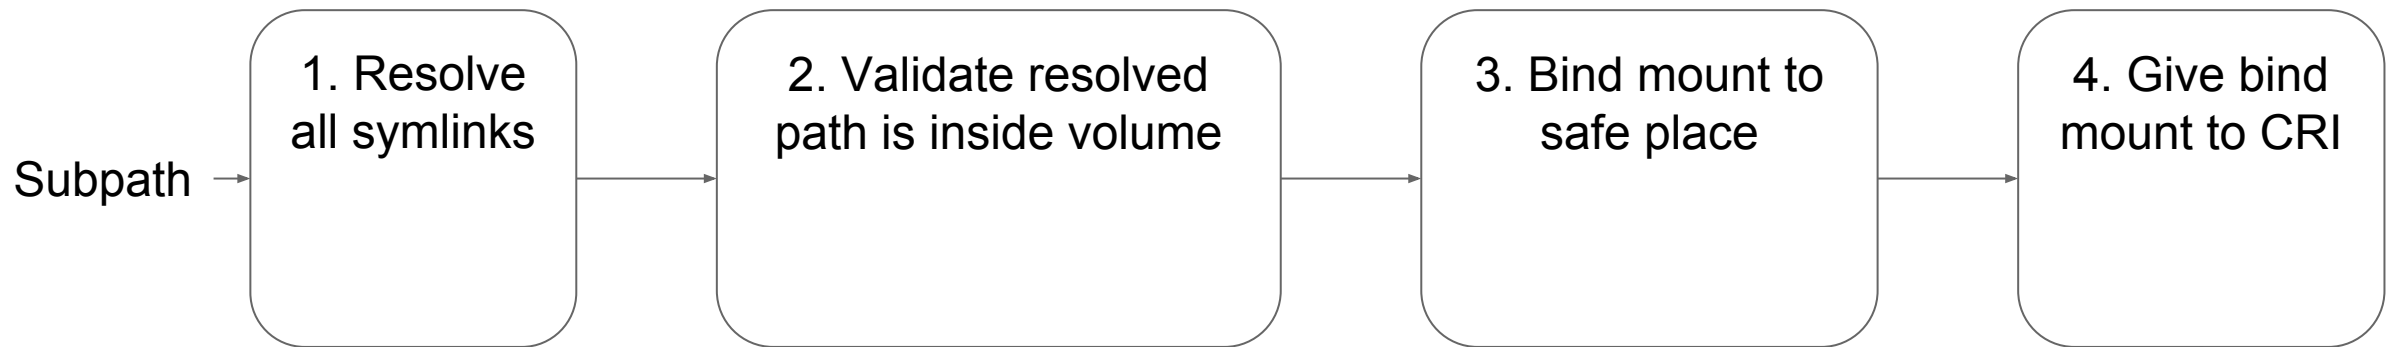 Subpath
1. Resolve
all symlinks
2. Validate resolved
path is inside volume
3. Bind mount to
safe place
4. Give bind
mount to CRI